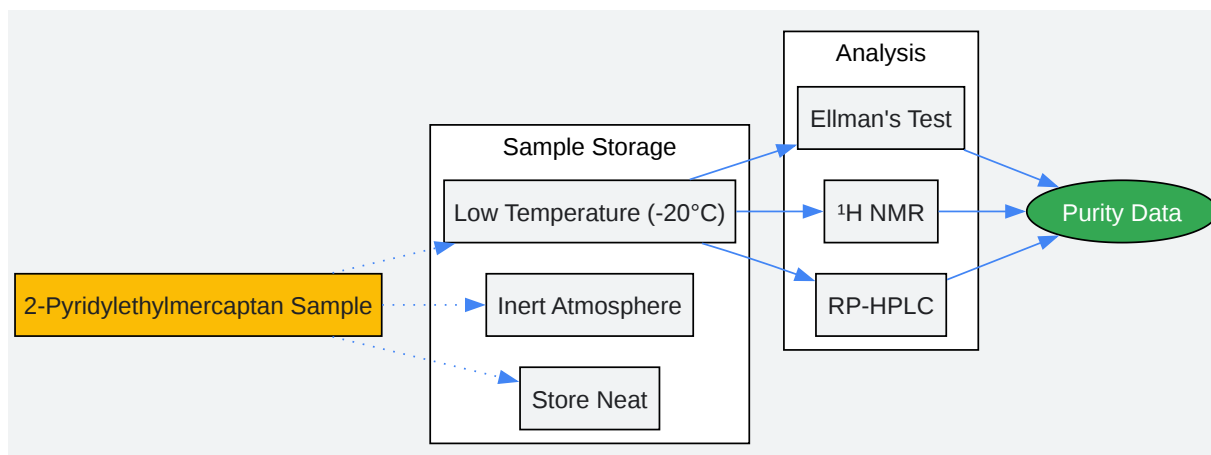 2-Pyridylethylmercaptan Sample
Sample Storage
Low Temperature (-20°C)
Inert Atmosphere
Store Neat
Analysis
Ellman's Test
¹H NMR
RP-HPLC
Purity Data